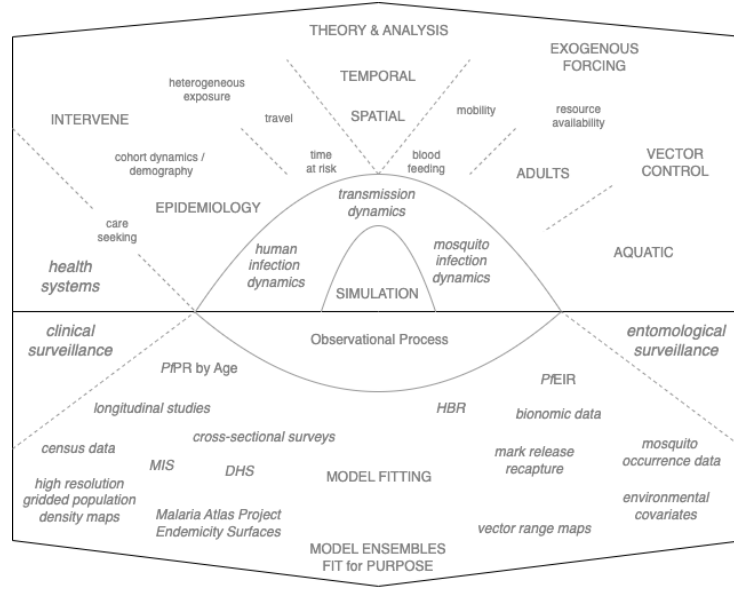 THEORY & ANALYSIS
EXOGENOUS
FORCING
TEMPORAL
heterogeneous
exposure
SPATIAL
mobility
resource
availability
INTERVENE
travel
cohort dynamics /
demography
time
at risk
blood
feeding
ADULTS
VECTOR
CONTROL
transmission
dynamics
EPIDEMIOLOGY
care
seeking
human
infection
dynamics
mosquito
infection
dynamics
AQUATIC
health
systems
SIMULATION
clinical
surveillance
Observational Process
entomological
surveillance
PfPR by Age
PfEIR
longitudinal studies
HBR
bionomic data
cross-sectional surveys
census data
MIS
DHS
MODEL FITTING
mark release
recapture
mosquito
occurrence data
high resolution
gridded population
density maps
Malaria Atlas Project
Endemicity Surfaces
vector range maps
environmental
covariates
MODEL ENSEMBLES
FIT for PURPOSE